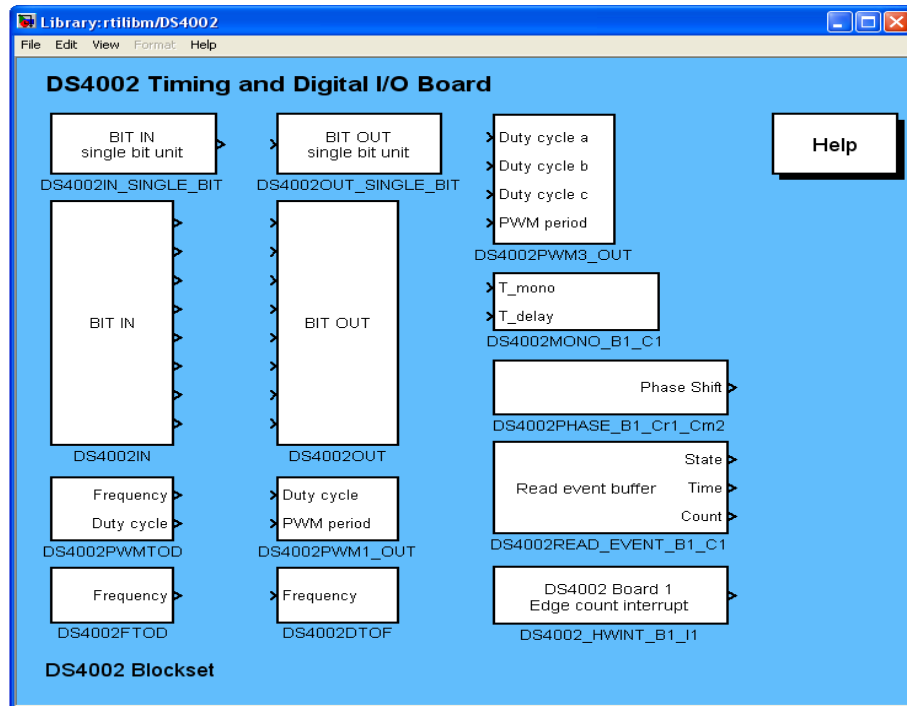 Library:rtilibm/DS4002
File Edit View Format Help
DS4002 Timing and Digital I/O Board
BIT IN
single bit unit
DS4002IN_SINGLE_BIT
BIT OUT
single bit unit
DS4002OUT_SINGLE_BIT
Duty cycle a
Duty cycle b
Duty cycle c
PWM period
DS4002PWM3_OUT
Help
BIT IN
DS4002IN
BIT OUT
DS4002OUT
T_mono
T_delay
DS4002MONO_B1_C1
Phase Shift
DS4002PHASE_B1_Cr1_Cm2
Read event buffer
State
Time
Count
DS4002READ_EVENT_B1_C1
Frequency
Duty cycle
DS4002PWMTOD
Duty cycle
PWM period
DS4002PWM1_OUT
Frequency
DS4002FTOD
Frequency
DS4002DTOF
DS4002 Board 1
Edge count interrupt
DS4002_HWINT_B1_I1
DS4002 Blockset